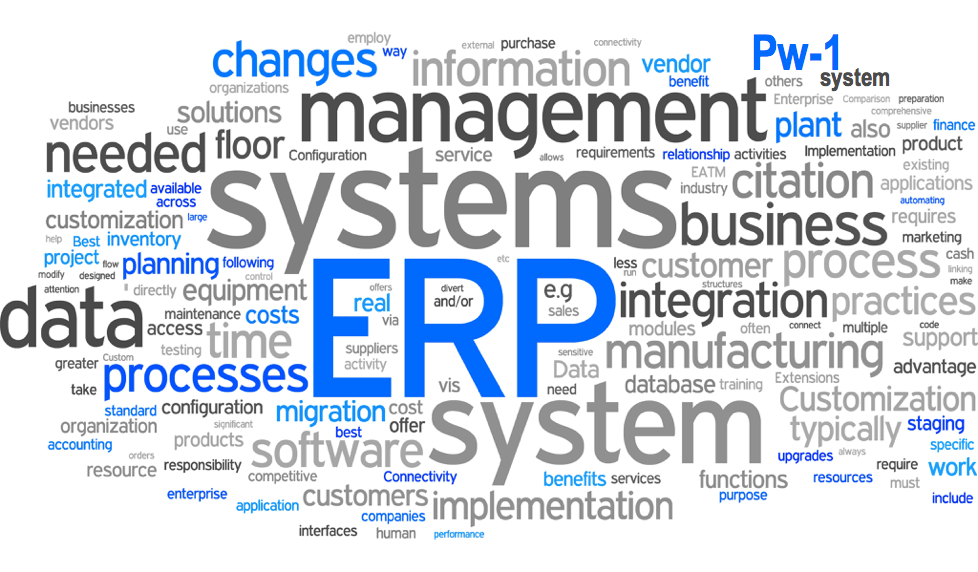 employ
external purchase
connectivity
Pw-1
changes way
information vendor
benefit
others system
organizations
management
Enterprise Comparison preparation
comprehensive
businesses
solutions
vendors
use
plant also supplier finance
needed floor
Configuration
service
allows requirements relationship activities
Implementation product
existing
EATM
industry citation applications
automating
integrated available
across
systems
customization large
business requires
marketing
help Best inventory
project flow planning following
etc
less customer process cash
run linking
modify designed control
structures make
attention directly equipment
offers divert e.g
data
real and/or
sales
integration practices
maintenance costs
access time
via
ERP
modules often connect multiple code
support
testing
suppliers
activity
sensitive manufacturing
greater Custom
advantage
take processes
vis
Data
need database training Extensions
standard configuration migration cost
offer
system
Customization
organization significant
best
typically staging
accounting products
software
specific
orders
resource responsibility
upgrades always
require work
competitive Connectivity
benefits services functions resources must
enterprise
customers
purpose include
application
companies implementation
interfaces human performance